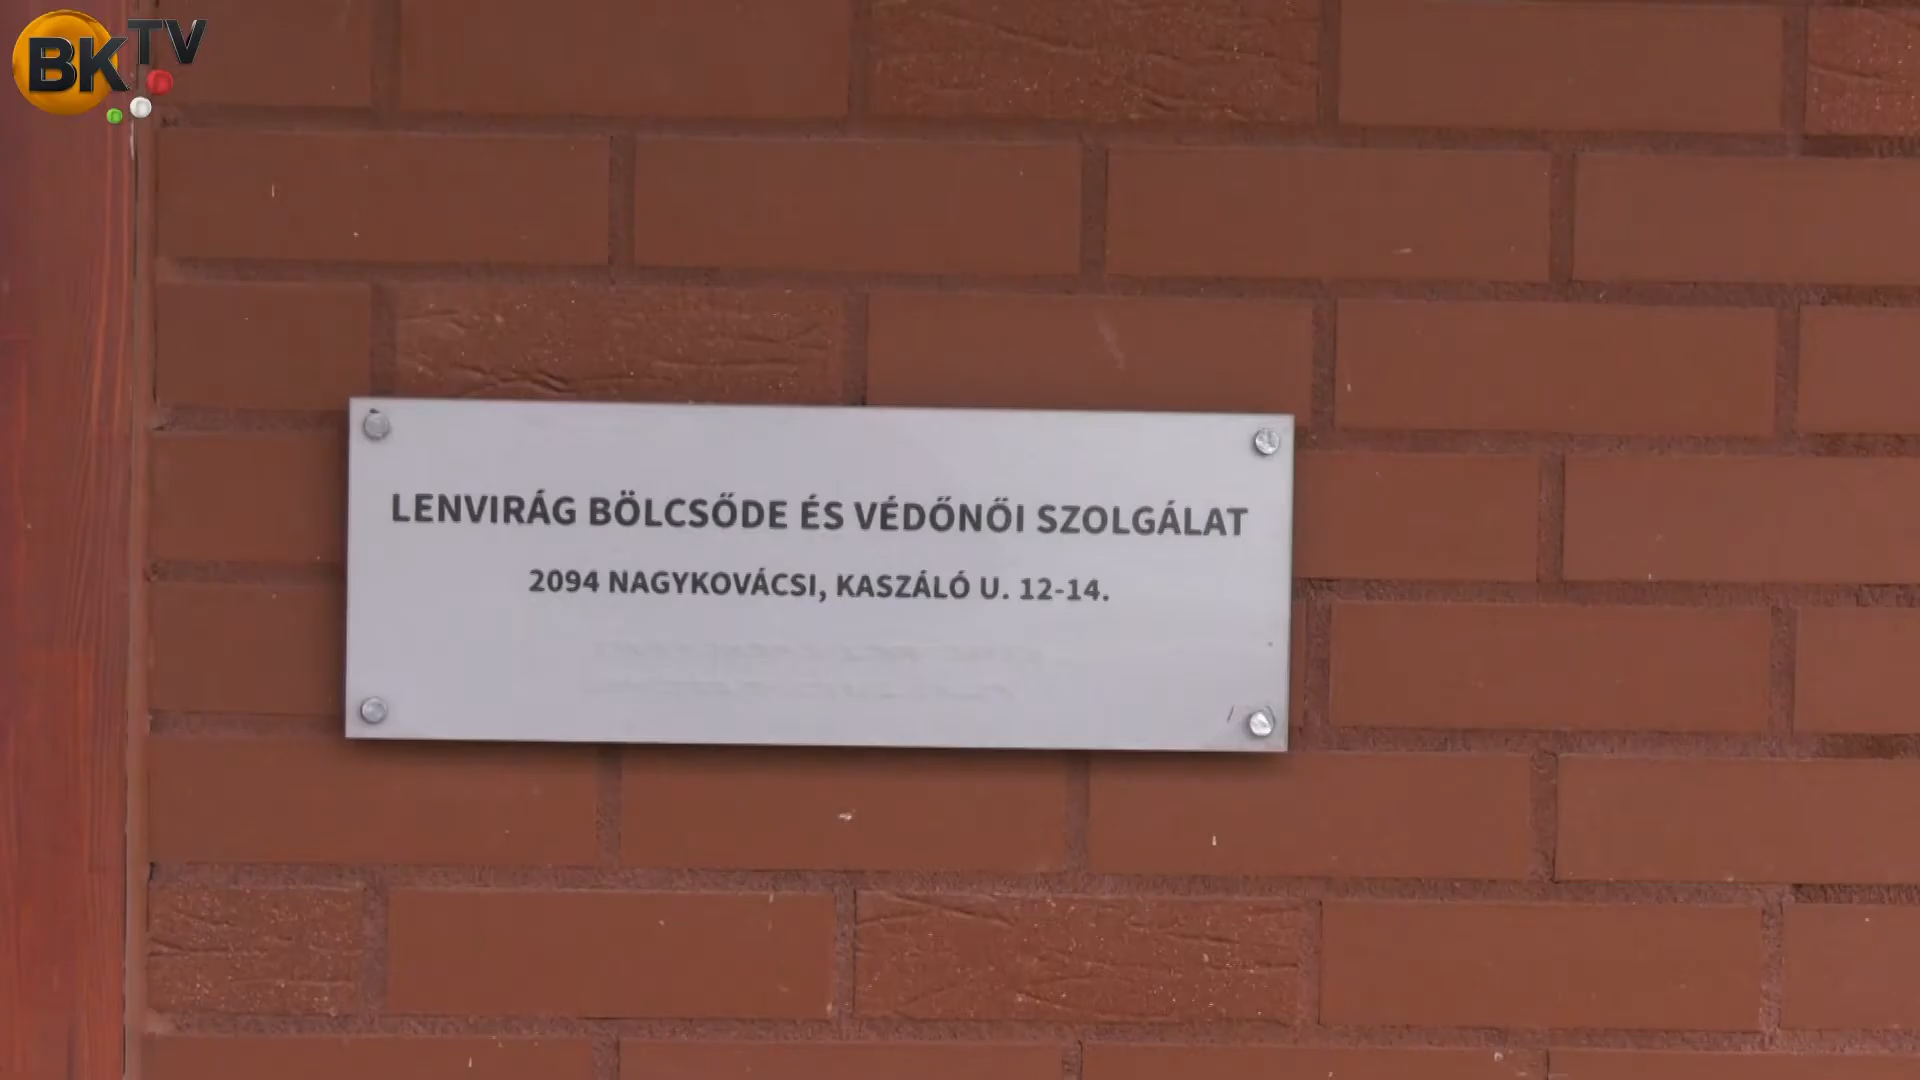 BKTV
LENVIRÁG BÖLCSŐDE ÉS VÉDŐNŐI SZOLGÁLAT
2094 NAGYKOVÁCSI, KASZÁLÓ U. 12-14.